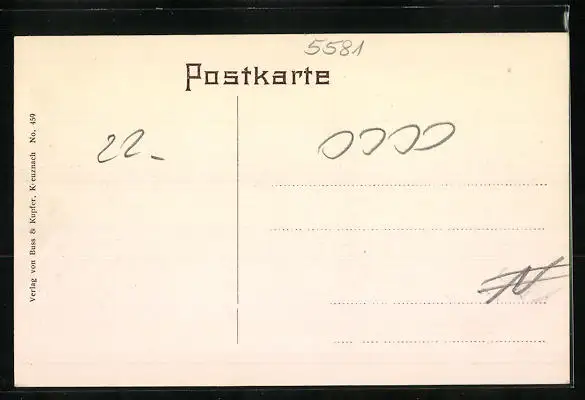 5581
Postkarte
22-
Verlag von Buss & Kupfer, Kreuznach No. 459